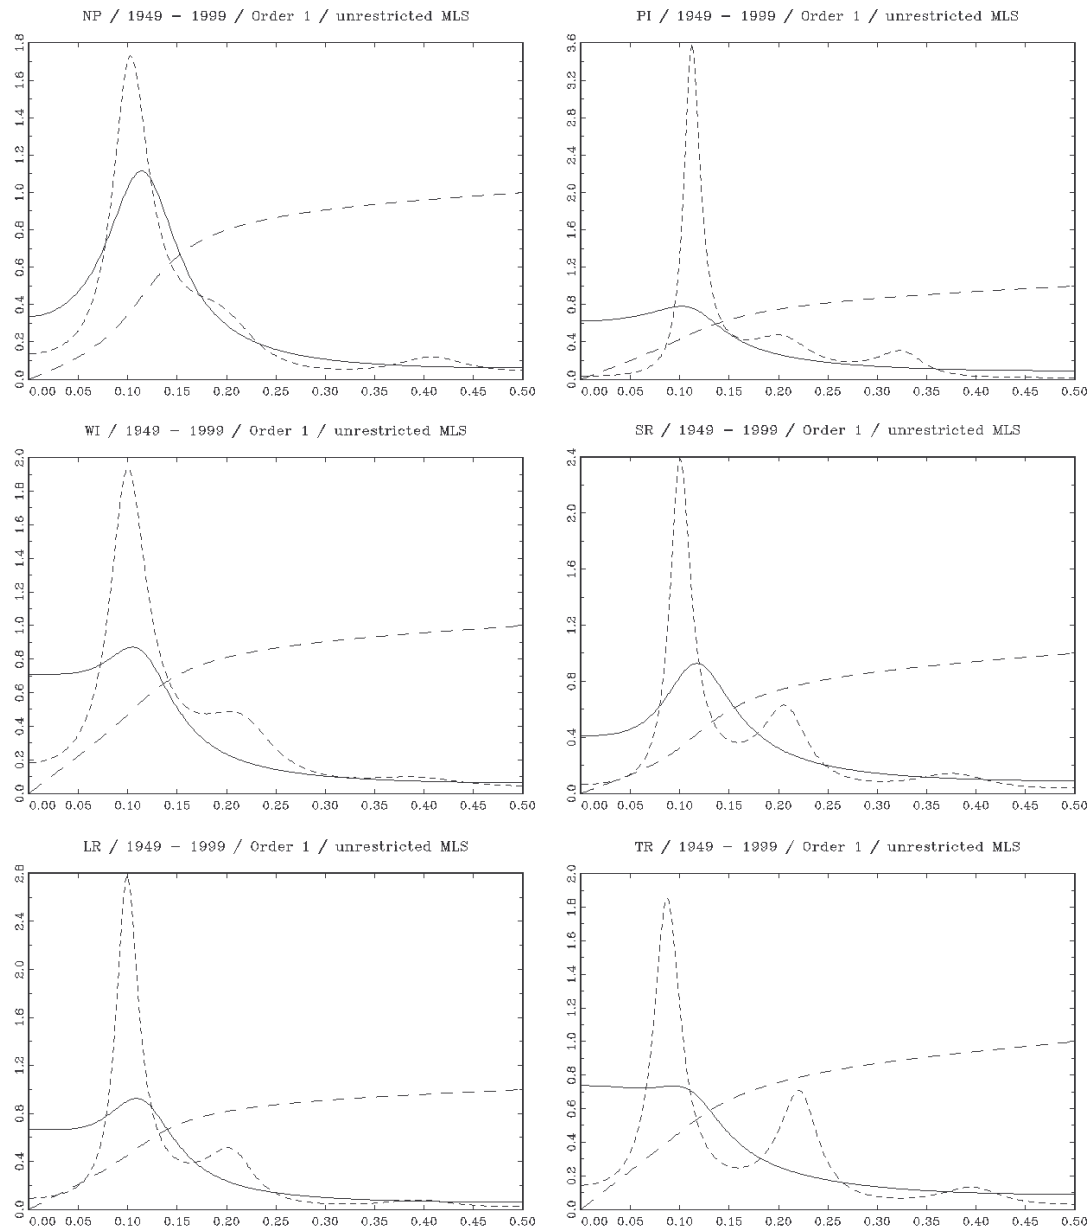 NP / 1949 - 1999 / Order 1 / unrestricted MLS
0.0 0.2 0.4 0.6 0.8 1.0 1.2 1.4 1.6 1.8
0.00 0.05 0.10 0.15 0.20 0.25 0.30 0.35 0.40 0.45 0.50
PI / 1949 - 1999 / Order 1 / unrestricted MLS
0.0 0.4 0.8 1.2 1.6 2.0 2.4 2.8 3.2 3.6
0.00 0.05 0.10 0.15 0.20 0.25 0.30 0.35 0.40 0.45 0.50
WI / 1949 - 1999 / Order 1 / unrestricted MLS
0.0 0.2 0.4 0.6 0.8 1.0 1.2 1.4 1.6 1.8 2.0
0.00 0.05 0.10 0.15 0.20 0.25 0.30 0.35 0.40 0.45 0.50
SR / 1949 - 1999 / Order 1 / unrestricted MLS
0.0 0.4 0.8 1.2 1.6 2.0 2.4
0.00 0.05 0.10 0.15 0.20 0.25 0.30 0.35 0.40 0.45 0.50
LR / 1949 - 1999 / Order 1 / unrestricted MLS
0.0 0.4 0.8 1.2 1.6 2.0 2.4 2.8
0.00 0.05 0.10 0.15 0.20 0.25 0.30 0.35 0.40 0.45 0.50
TR / 1949 - 1999 / Order 1 / unrestricted MLS
0.0 0.2 0.4 0.6 0.8 1.0 1.2 1.4 1.6 1.8 2.0
0.00 0.05 0.10 0.15 0.20 0.25 0.30 0.35 0.40 0.45 0.50